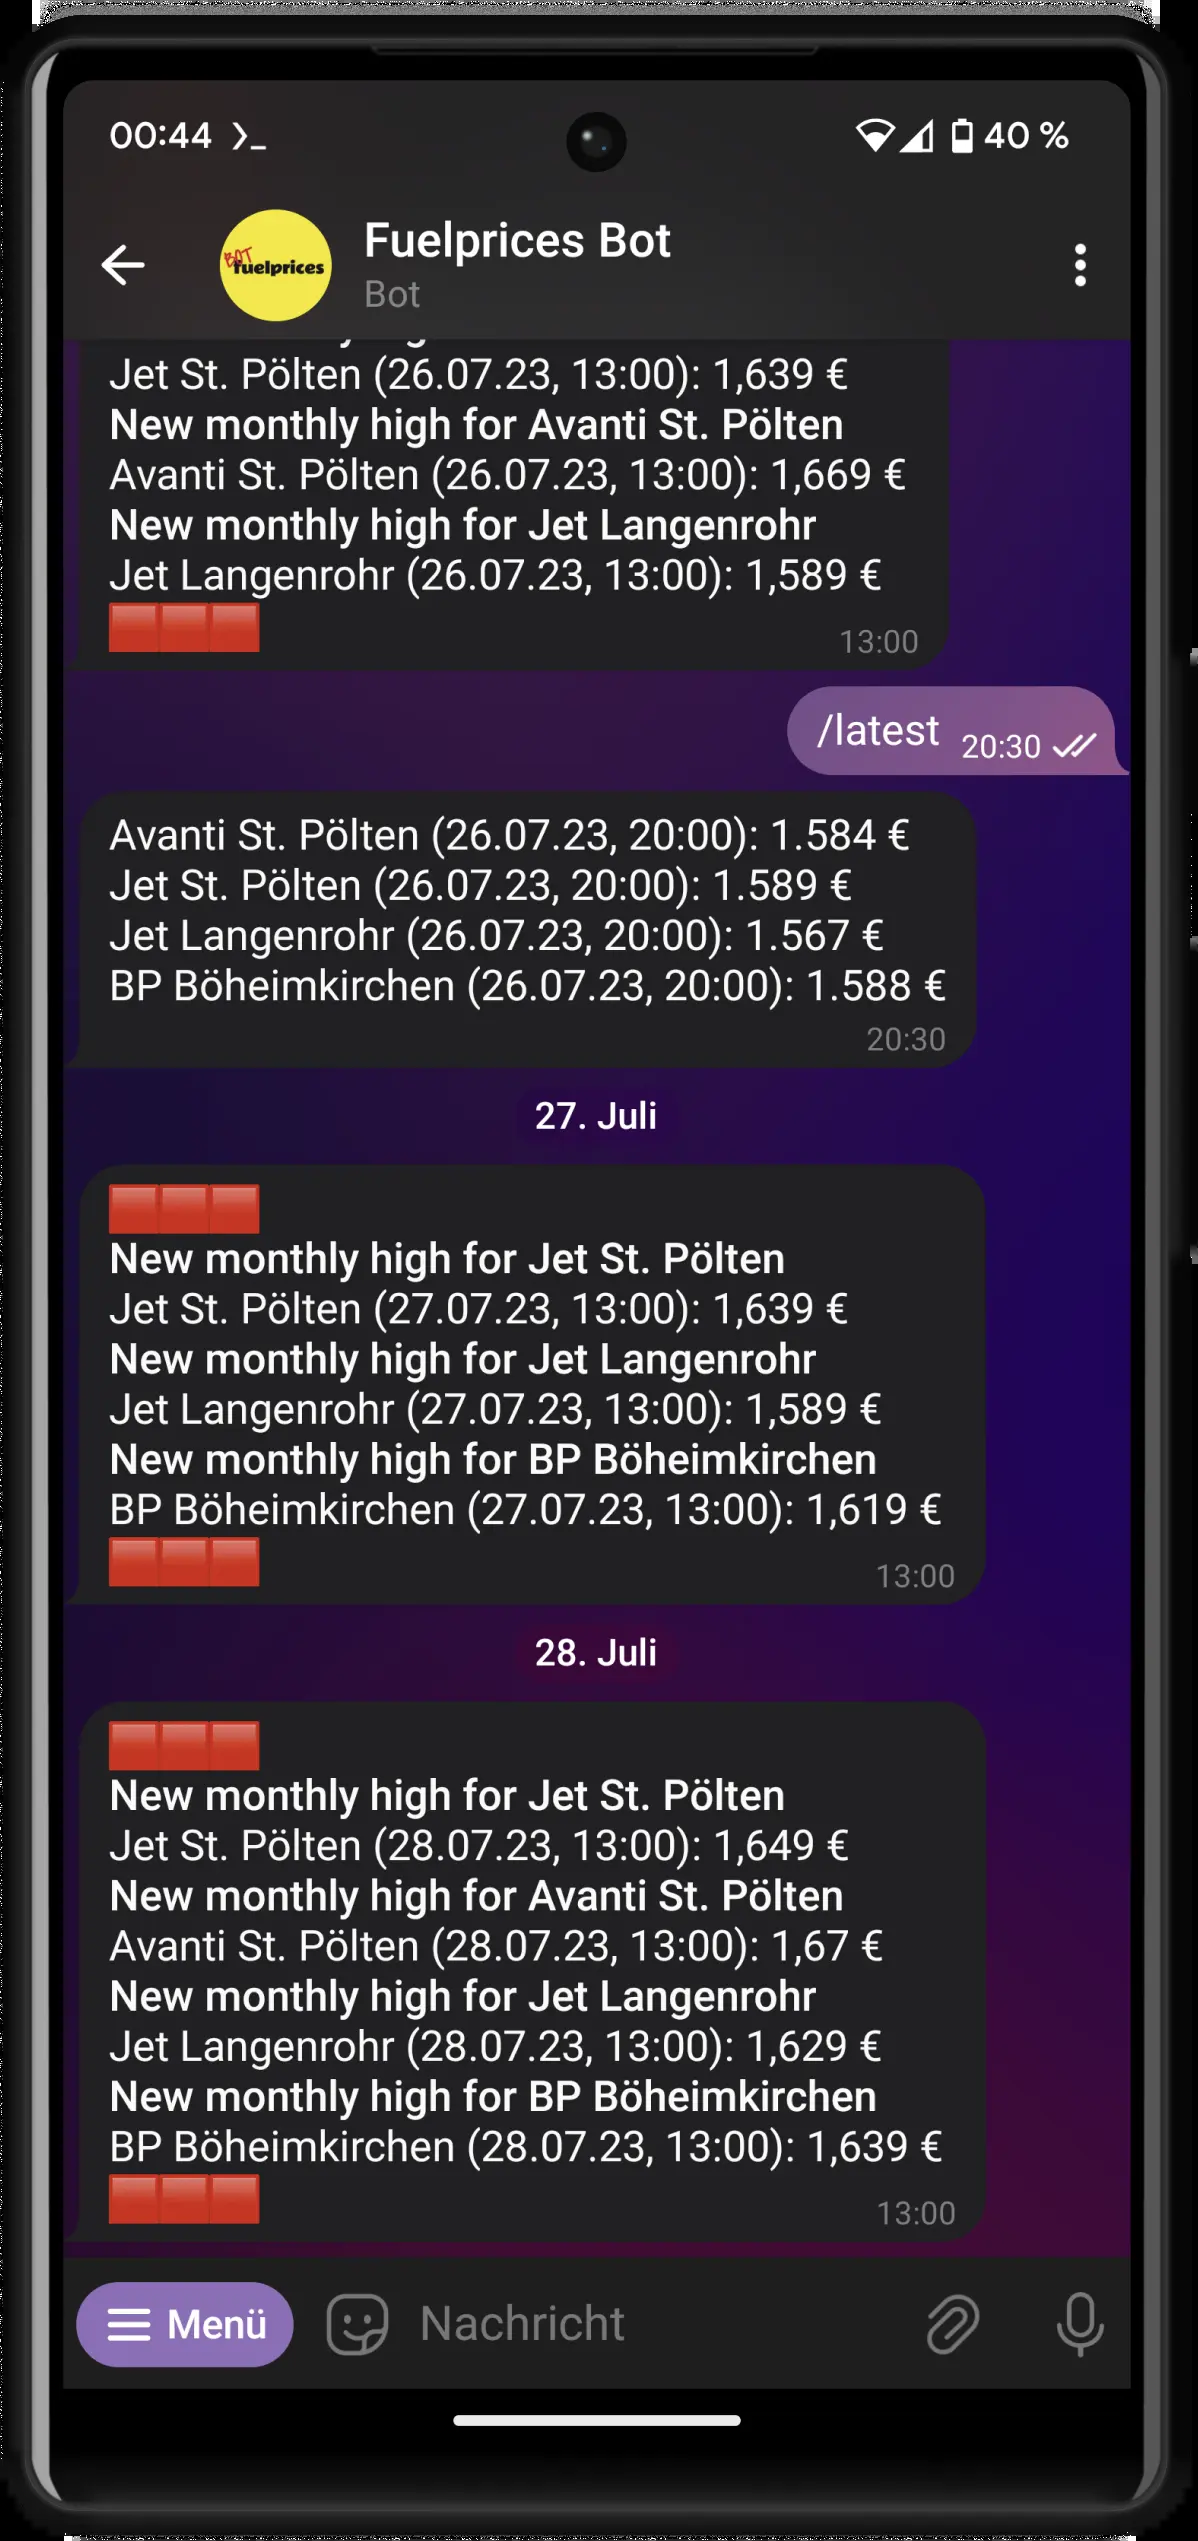 00:44
40 %
BOT
fuelprices
Fuelprices Bot
Bot
Jet St. Pölten (26.07.23, 13:00): 1,639 €
New monthly high for Avanti St. Pölten
Avanti St. Pölten (26.07.23, 13:00): 1,669 €
New monthly high for Jet Langenrohr
Jet Langenrohr (26.07.23, 13:00): 1,589 €
13:00
/latest 20:30
Avanti St. Pölten (26.07.23, 20:00): 1.584 €
Jet St. Pölten (26.07.23, 20:00): 1.589 €
Jet Langenrohr (26.07.23, 20:00): 1.567 €
BP Böheimkirchen (26.07.23, 20:00): 1.588 €
20:30
27. Juli
New monthly high for Jet St. Pölten
Jet St. Pölten (27.07.23, 13:00): 1,639 €
New monthly high for Jet Langenrohr
Jet Langenrohr (27.07.23, 13:00): 1,589 €
New monthly high for BP Böheimkirchen
BP Böheimkirchen (27.07.23, 13:00): 1,619 €
13:00
28. Juli
New monthly high for Jet St. Pölten
Jet St. Pölten (28.07.23, 13:00): 1,649 €
New monthly high for Avanti St. Pölten
Avanti St. Pölten (28.07.23, 13:00): 1,67 €
New monthly high for Jet Langenrohr
Jet Langenrohr (28.07.23, 13:00): 1,629 €
New monthly high for BP Böheimkirchen
BP Böheimkirchen (28.07.23, 13:00): 1,639 €
13:00
Menü
Nachricht